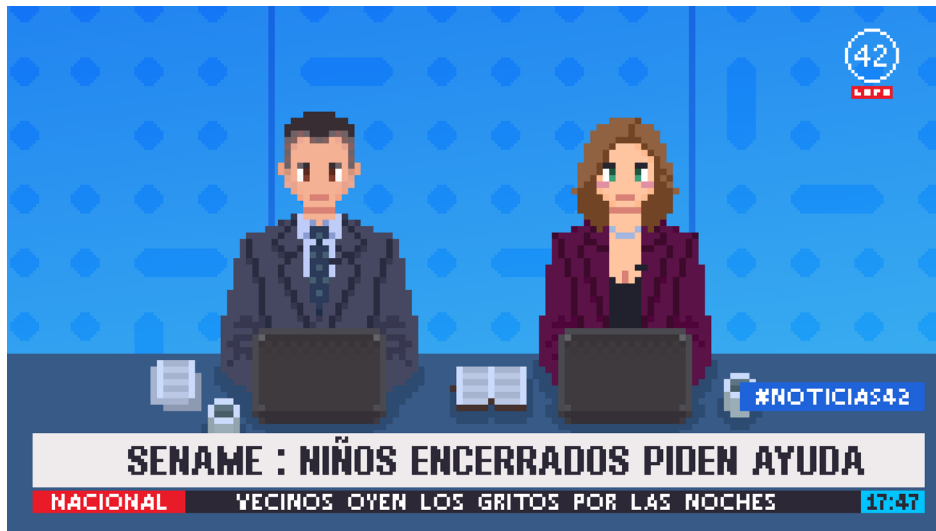 42
#NOTICIAS42
SENAME : NIÑOS ENCERRADOS PIDEN AYUDA
NACIONAL VECINOS OYEN LOS GRITOS POR LAS NOCHES 17:47